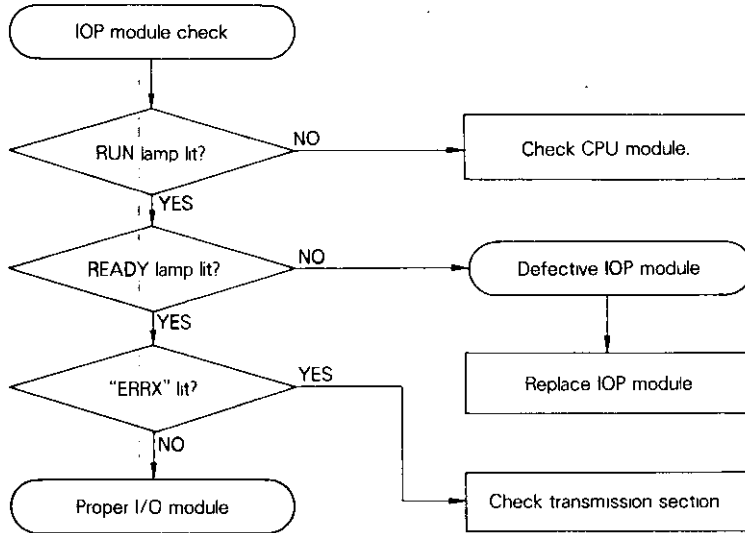 IOP module check
RUN lamp lit?
NO
Check CPU module.
YES
READY lamp lit?
NO
Defective IOP module
YES
Replace IOP module
"ERRX" lit?
YES
NO
Proper I/O module
Check transmission section